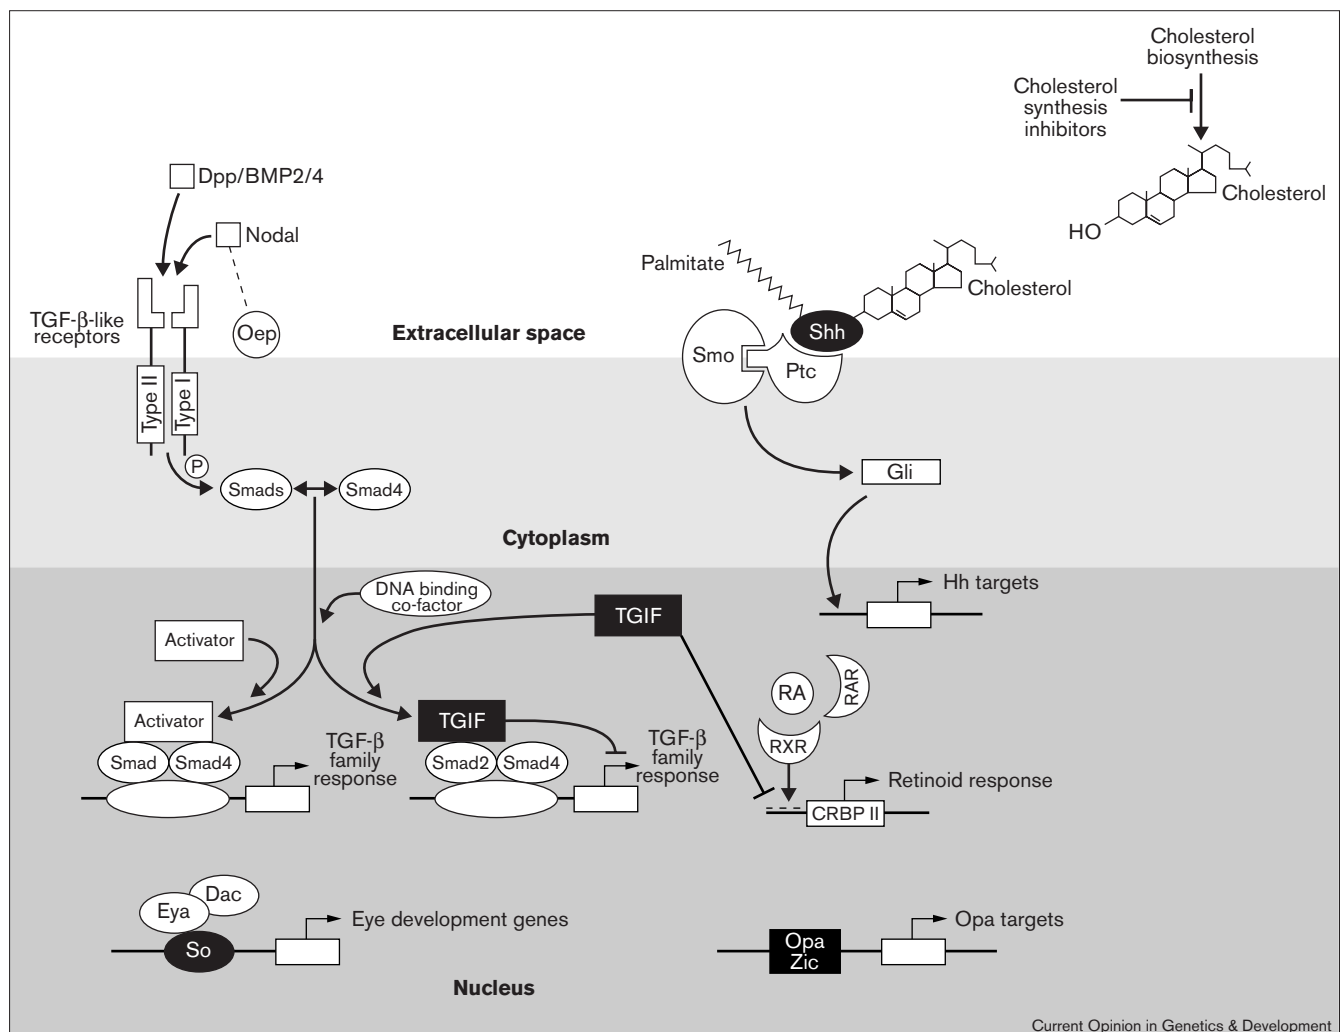 Cholesterol
biosynthesis
Cholesterol
synthesis
inhibitors
Cholesterol
HO
Dpp/BMP2/4
Nodal
TGF-β-like
receptors
Oep
Type II
Type I
P
Smads
Smad4
Extracellular space
Palmitate
Cholesterol
Shh
Smo
Ptc
Gli
Cytoplasm
DNA binding
co-factor
TGIF
Hh targets
Activator
Activator
Smad
Smad4
TGF-β
family
response
TGIF
Smad2
Smad4
TGF-β
family
response
RA
RAR
RXR
Retinoid response
CRBP II
Dac
Eya
So
Eye development genes
Opa
Zic
Opa targets
Nucleus
Current Opinion in Genetics & Development